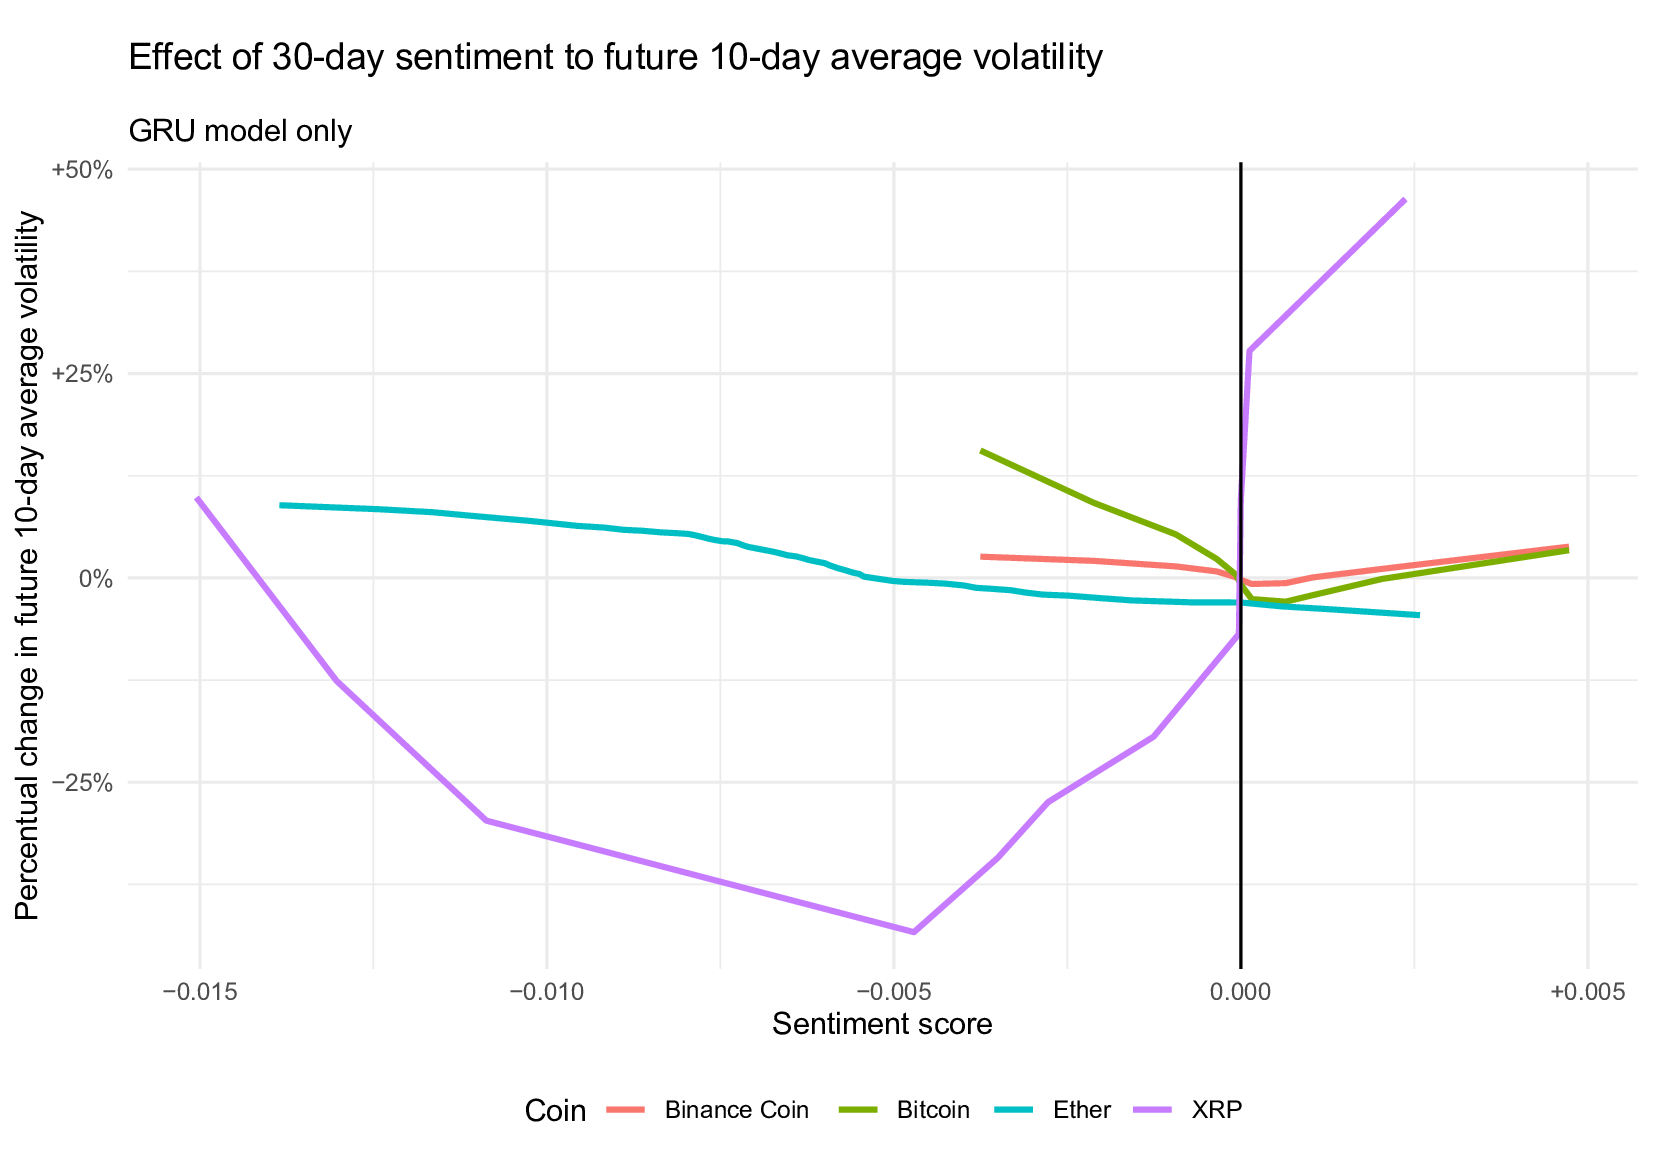 Effect of 30-day sentiment to future 10-day average volatility
GRU model only
Percentual change in future 10-day average volatility
+50%
+25%
0%
−25%
−0.015
−0.010
−0.005
0.000
+0.005
Sentiment score
Coin
Binance Coin
Bitcoin
Ether
XRP